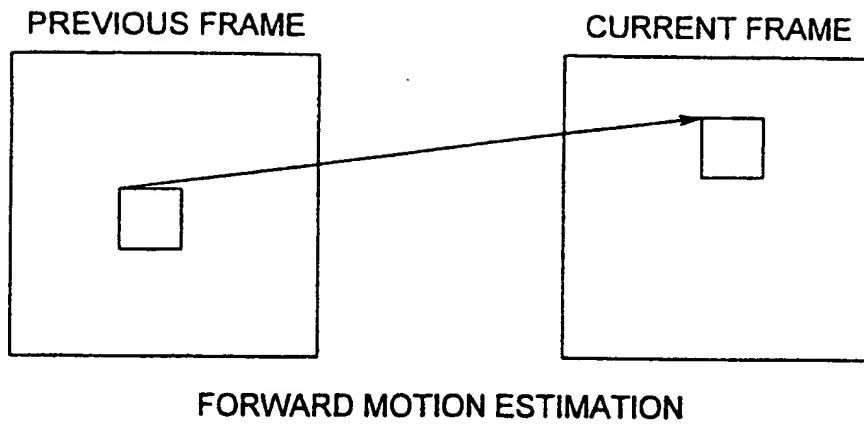 PREVIOUS FRAME
CURRENT FRAME
FORWARD MOTION ESTIMATION